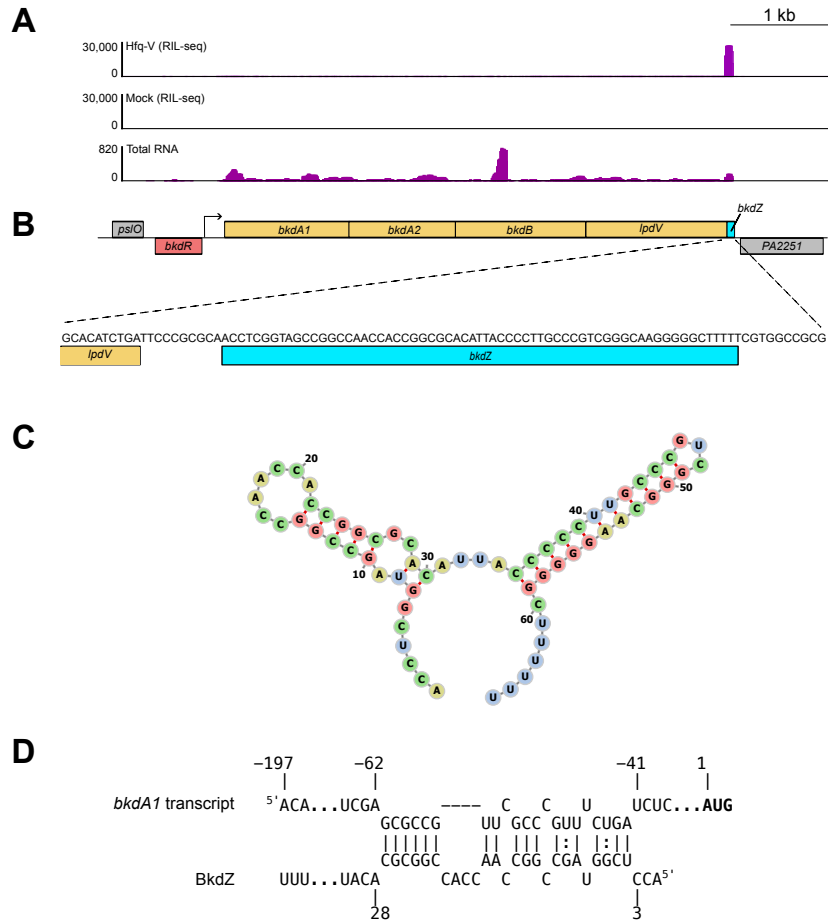 A
1 kb
30,000
0
Hfq-V (RIL-seq)
30,000
0
Mock (RIL-seq)
820
0
Total RNA
B
bkdZ
pslO
bkdR
bkdA1
bkdA2
bkdB
lpdV
PA2251
GCACATCTGATTCCCGCGCAACCTCGGTAGCCGGCCAACCACCGGCGCACATTACCCCTTGCCCGTCGGGCAAGGGGGCTTTTTCGTGGCCGCG
lpdV
bkdZ
C
ACCUCGGUAGCCGGCCAACCACCGGCGCACAUUACCCCUUGCCCGUCGGGCAAGGGGGCUUUUU
10
20
30
40
50
60
D
−197 −62 −41 1
bkdA1 transcript 5'ACA...UCGA ---- C C U UCUC...AUG
GCGCCG UU GCC GUU CUGA
|||||| || ||| |:| |:||
CGCGGC AA CGG CGA GGCU
BkdZ UUU...UACA CACC C C U CCA5'
28 3